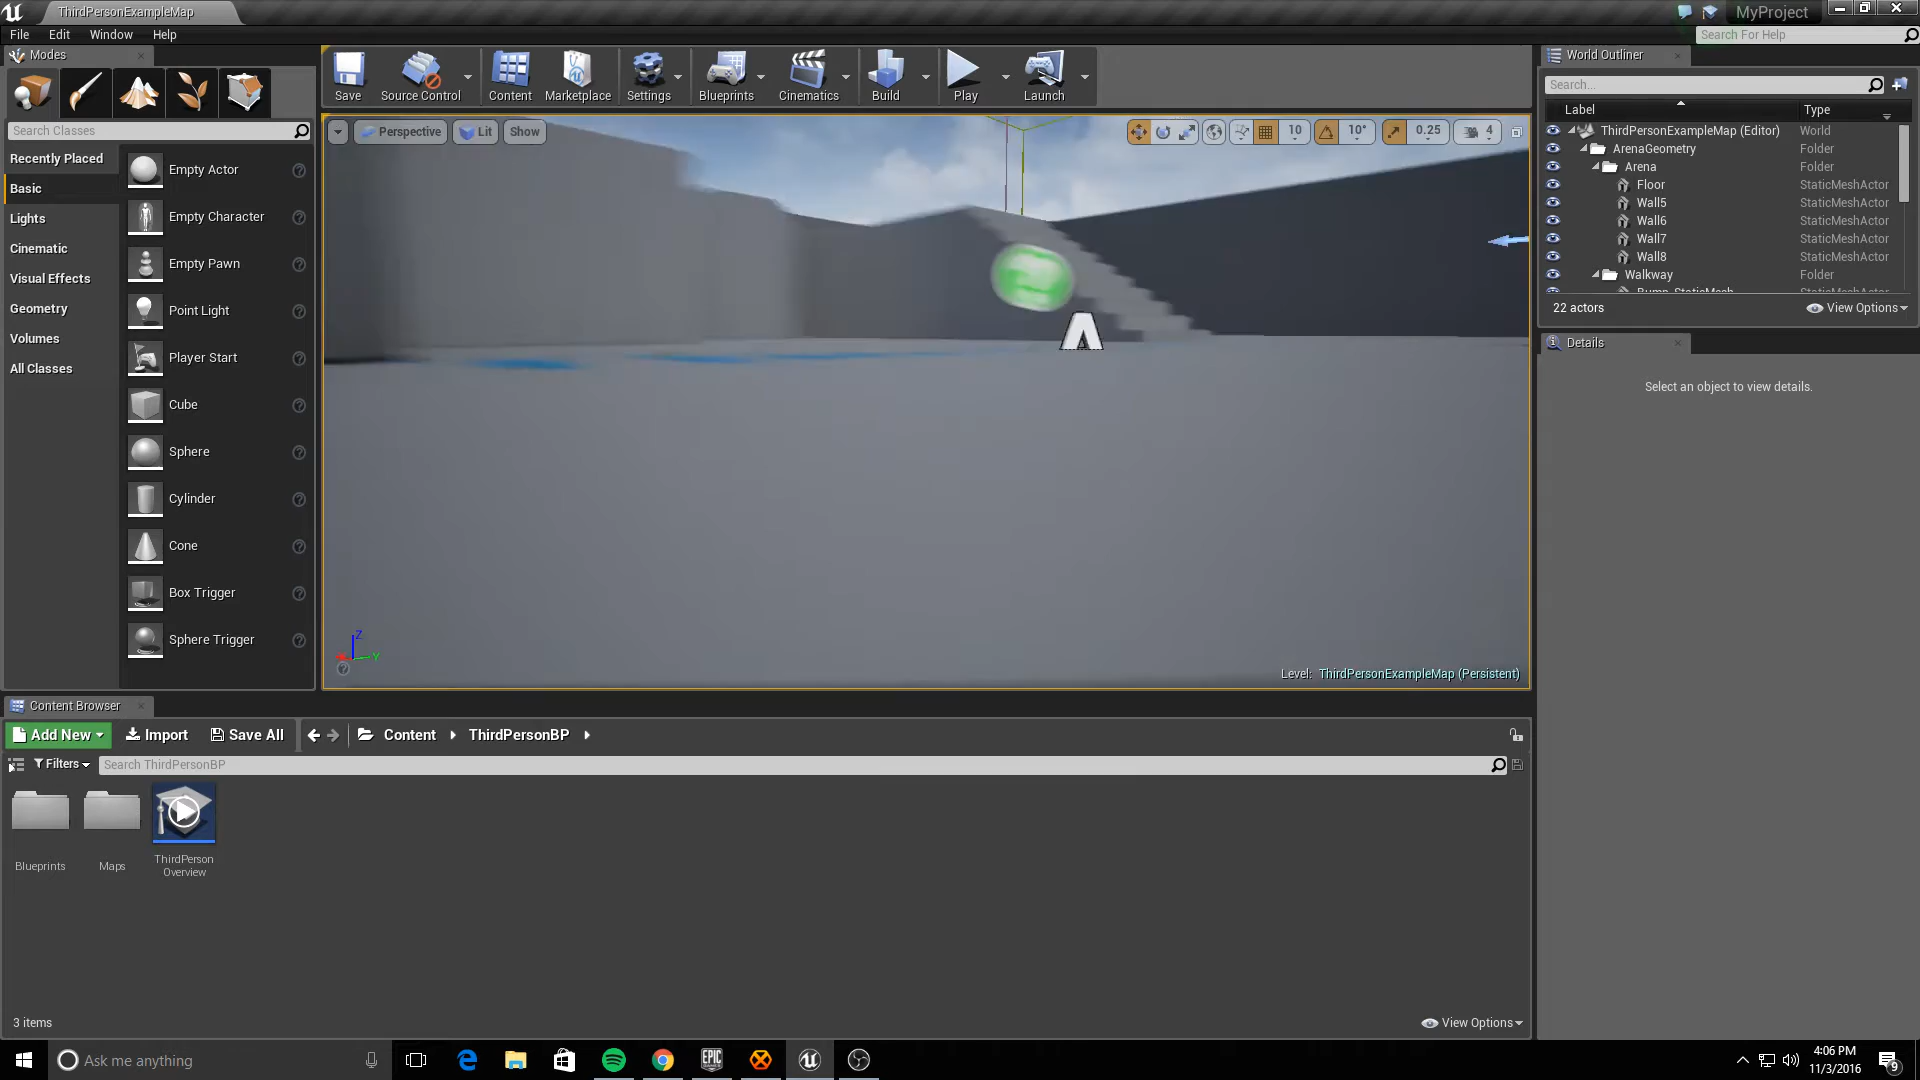 ThirdPersonExampleMap
MyProject
File Edit Window Help
Search For Help
Modes
Save
Source Control
Content
Marketplace
Settings
Blueprints
Cinematics
Build
Play
Launch
World Outliner
Search...
Label
Type
Search Classes
Perspective
Lit
Show
10
10°
0.25
4
Recently Placed
Basic
Lights
Cinematic
Visual Effects
Geometry
Volumes
All Classes
Empty Actor
Empty Character
Empty Pawn
Point Light
Player Start
Cube
Sphere
Cylinder
Cone
Box Trigger
Sphere Trigger
ThirdPersonExampleMap (Editor) World
ArenaGeometry Folder
Arena Folder
Floor StaticMeshActor
Wall5 StaticMeshActor
Wall6 StaticMeshActor
Wall7 StaticMeshActor
Wall8 StaticMeshActor
Walkway Folder
22 actors
View Options
Details
Select an object to view details.
Z
Y
Level: ThirdPersonExampleMap (Persistent)
Content Browser
Add New Import Save All Content ThirdPersonBP
Filters
Search ThirdPersonBP
Blueprints
Maps
ThirdPerson
Overview
3 items
View Options
Ask me anything
EPIC
4:06 PM
11/3/2016
9